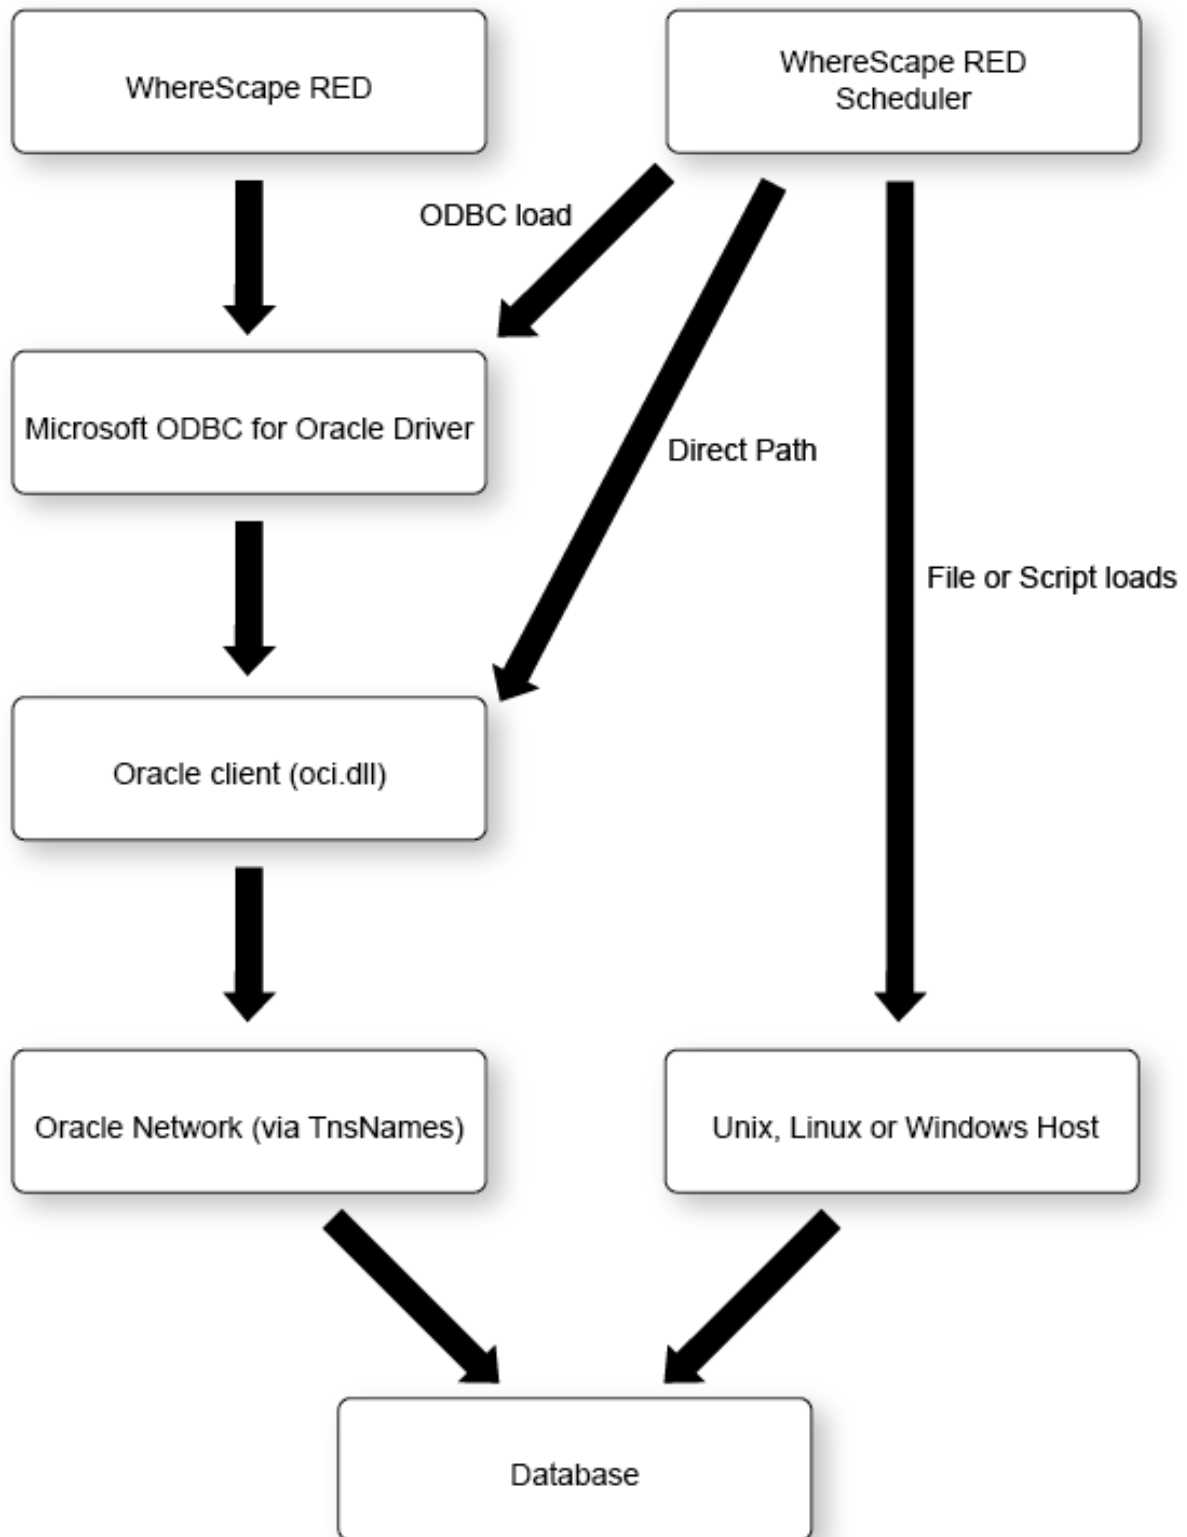 WhereScape RED
WhereScape RED
Scheduler
ODBC load
Microsoft ODBC for Oracle Driver
Direct Path
File or Script loads
Oracle client (oci.dll)
Oracle Network (via TnsNames)
Unix, Linux or Windows Host
Database